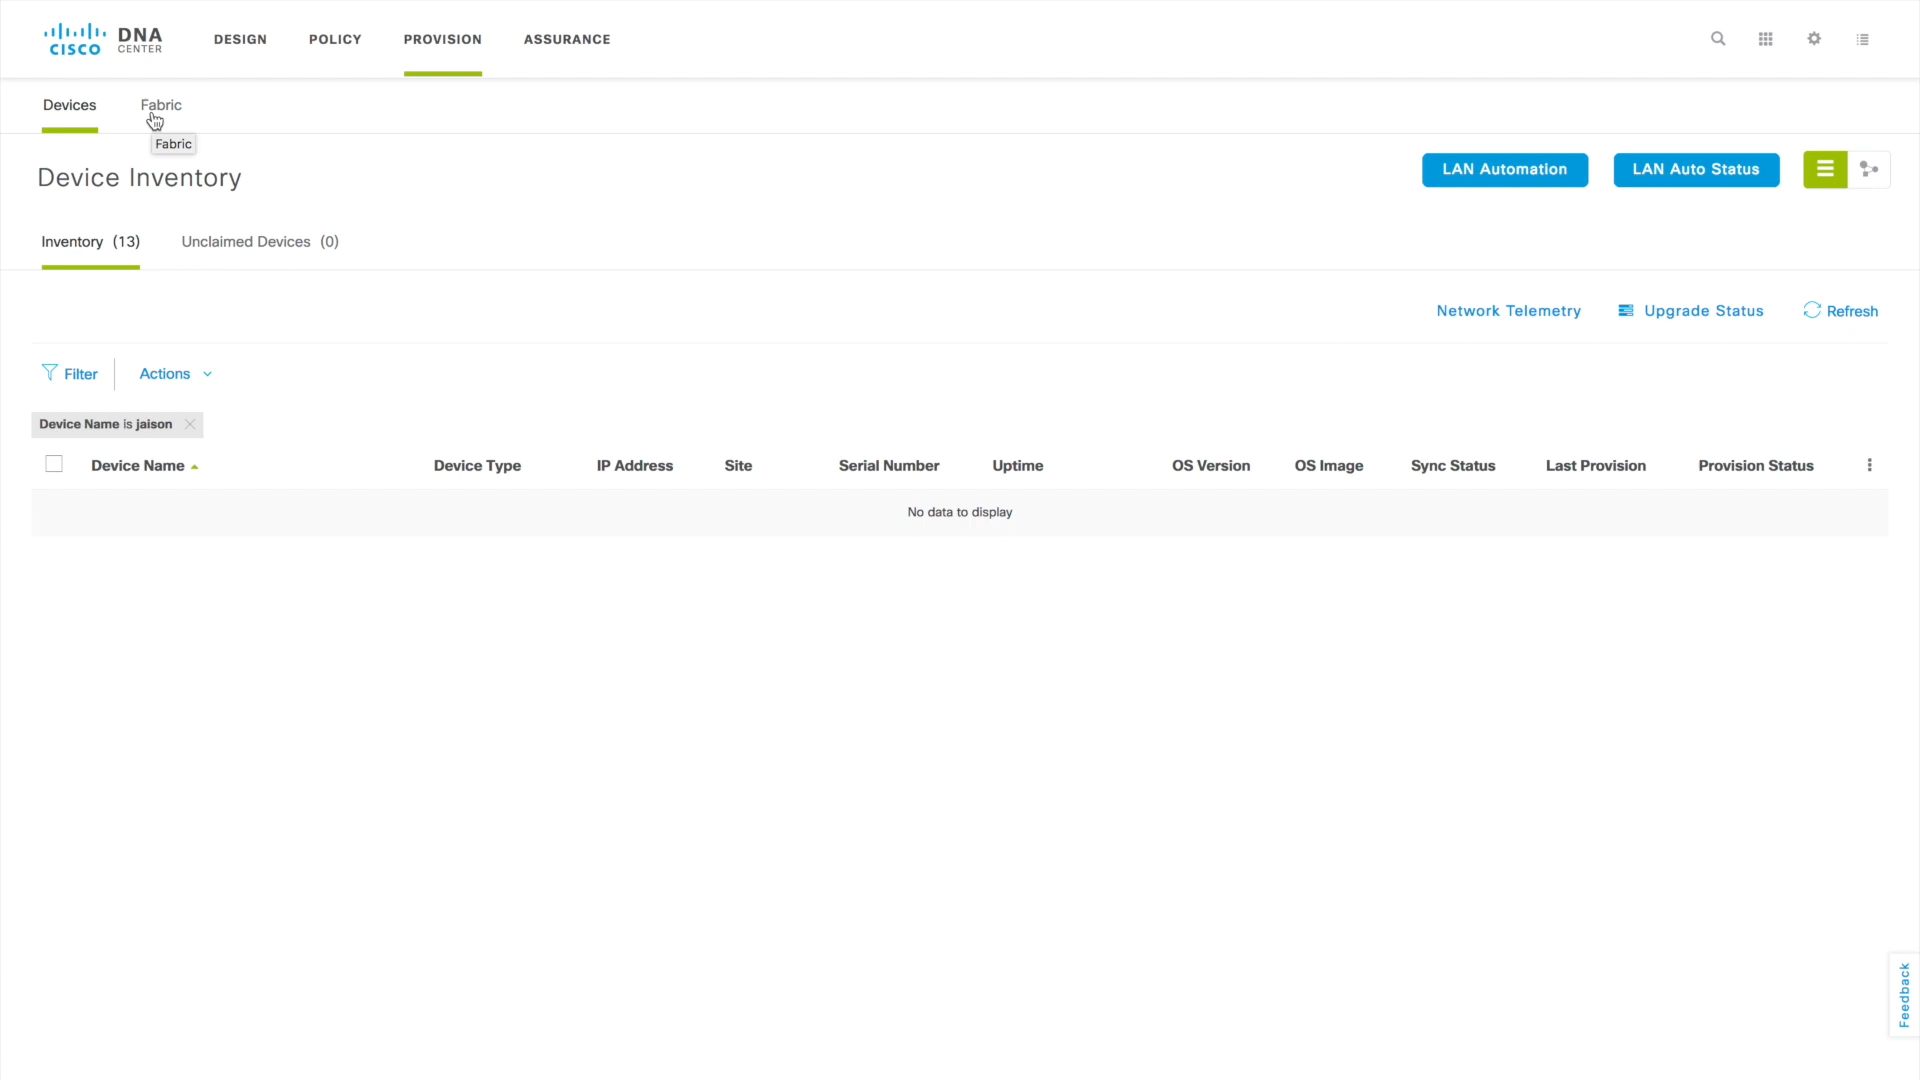 CISCO DNA CENTER DESIGN POLICY PROVISION ASSURANCE
Devices Fabric
Fabric
Device Inventory LAN Automation LAN Auto Status
Inventory (13) Unclaimed Devices (0)
Network Telemetry Upgrade Status Refresh
Filter Actions
Device Name is jaison
Device Name Device Type IP Address Site Serial Number Uptime OS Version OS Image Sync Status Last Provision Provision Status
No data to display
Feedback